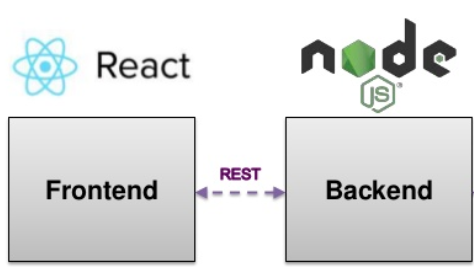 React
node
JS
REST
Frontend
Backend